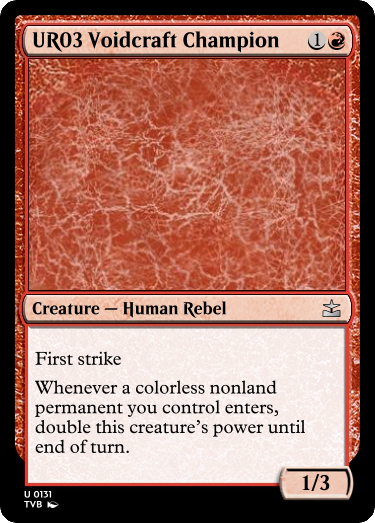 UR03 Voidcraft Champion 1
Creature — Human Rebel
First strike
Whenever a colorless nonland
permanent you control enters,
double this creature's power until
end of turn.
1/3
U 0131
TVB